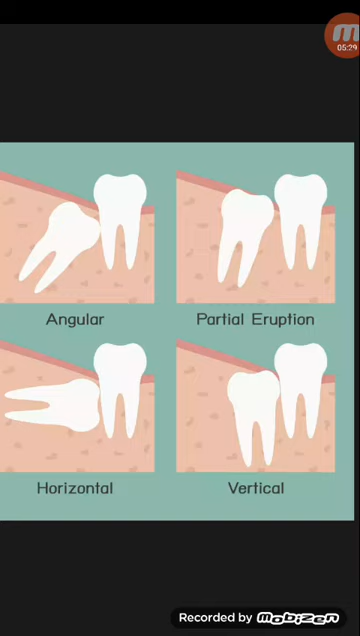 05:29
Angular
Partial Eruption
Horizontal
Vertical
Recorded by Mobizen